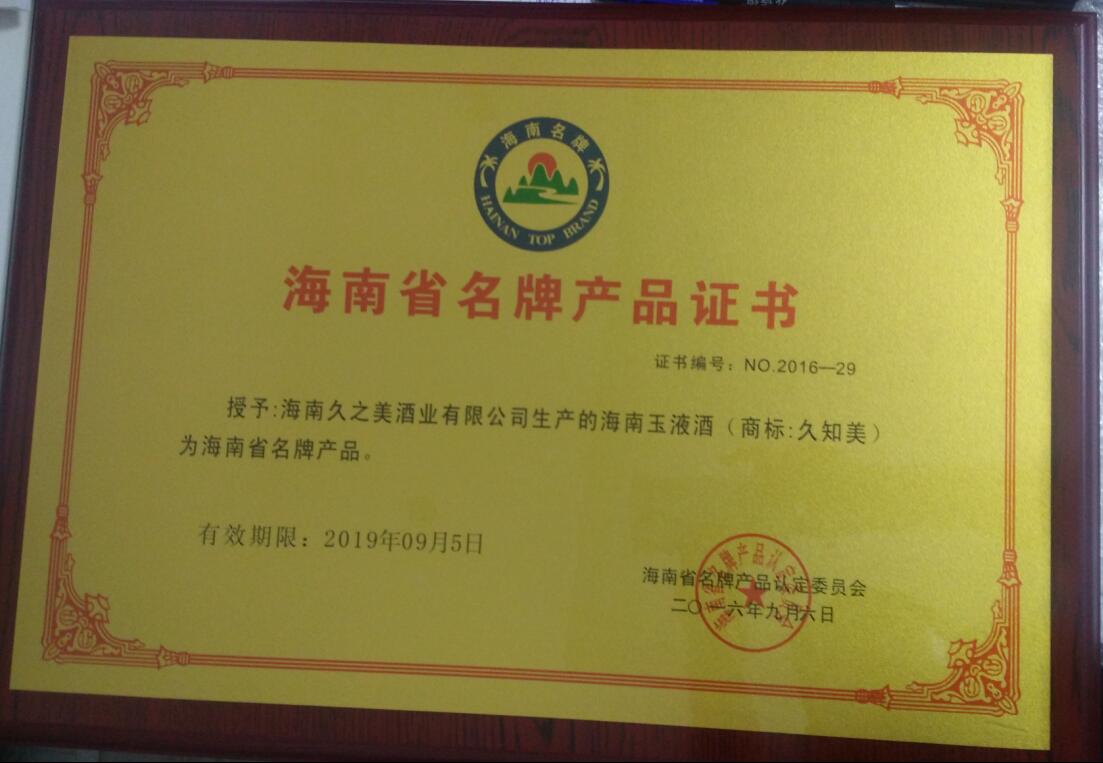 海南名牌
HAINAN TOP BRAND
海南省名牌产品证书
证书编号：NO.2016—29
授予:海南久之美酒业有限公司生产的海南玉液酒（商标:久知美）
为海南省名牌产品。
有效期限：2019年09月5日
海南省名牌产品认定委员会
二〇一六年九月六日